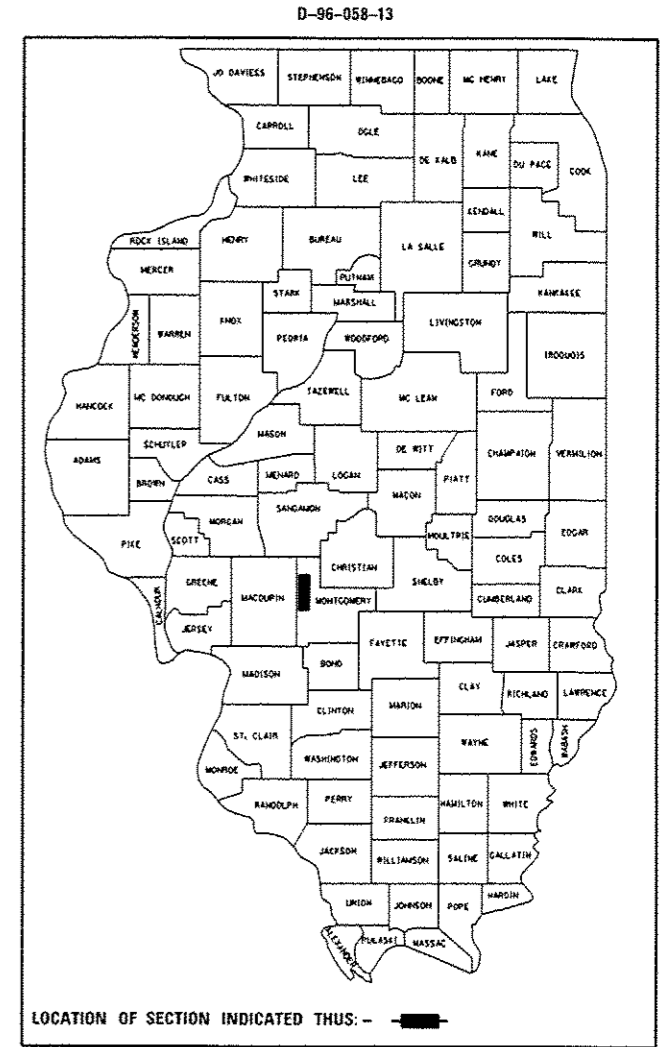 D-96-058-13
JO DAVIESS STEPHENSON WINNEBAGO BOONE MC HENRY LAKE
CARROLL OGLE DE KALB KANE DU PAGE COOK
WHITESIDE LEE KENDALL WILL
ROCK ISLAND HENRY BUREAU LA SALLE GRUNDY
MERCER PUTNAM KANKAKEE
STARK MARSHALL
HENDERSON WARREN KNOX PEORIA WOODFORD LIVINGSTON IROQUOIS
HANCOCK MC DONOUGH FULTON TAZEWELL MC LEAN FORD
SCHUYLER MASON
ADAMS BROWN CASS MENARD LOGAN DE WITT PIATT CHAMPAIGN VERMILION
MACON
PIKE SCOTT MORGAN SANGAMON MOULTRIE DOUGLAS EDGAR
COLES
CALHOUN GREENE MACOUPIN MONTGOMERY CHRISTIAN SHELBY CUMBERLAND CLARK
JERSEY FAYETTE EFFINGHAM JASPER CRAWFORD
MADISON BOND
CLAY RICHLAND LAWRENCE
CLINTON MARION
ST. CLAIR WAYNE EDWARDS WABASH
MONROE WASHINGTON JEFFERSON
RANDOLPH PERRY HAMILTON WHITE
FRANKLIN
JACKSON WILLIAMSON SALINE GALLATIN
UNION JOHNSON POPE HARDIN
ALEXANDER PULASKI MASSAC
LOCATION OF SECTION INDICATED THUS: -